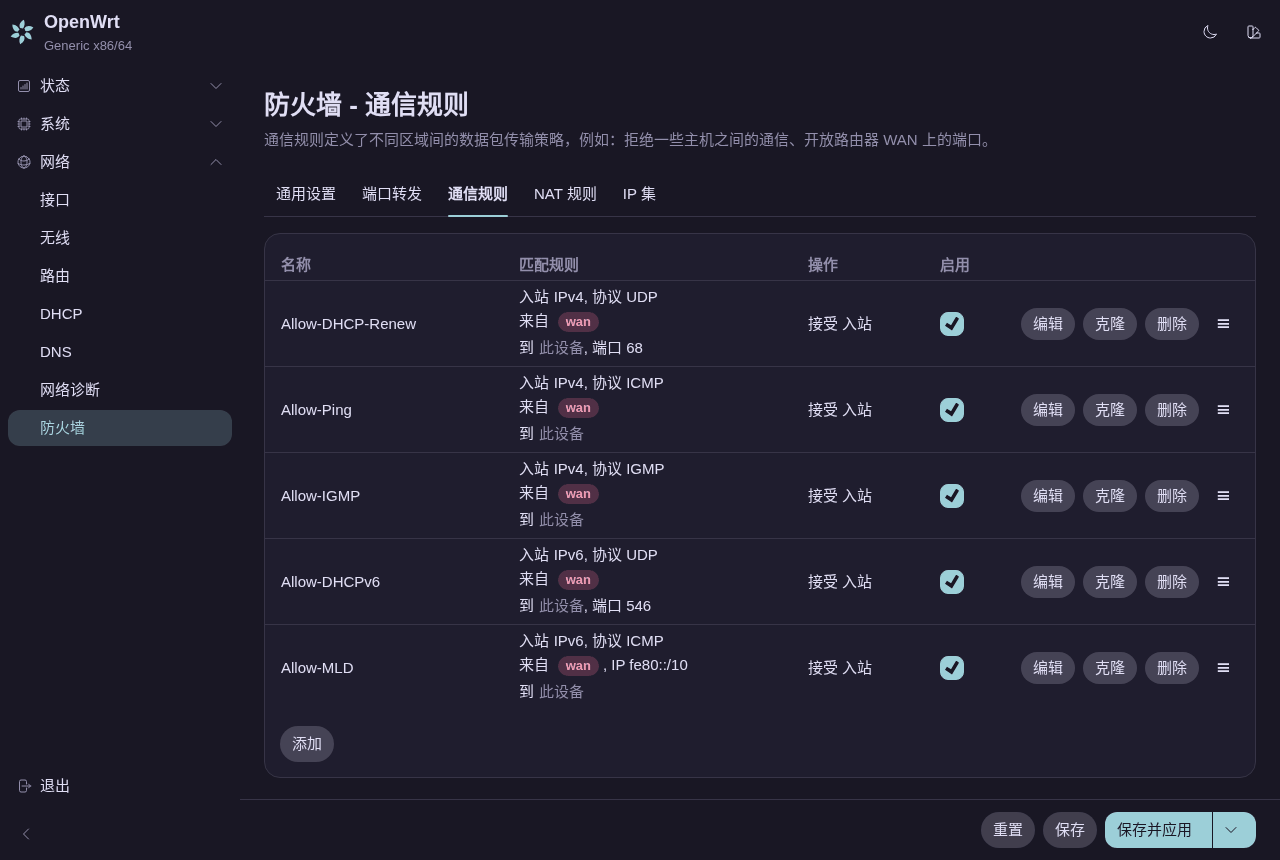 OpenWrt
Generic x86/64
状态
系统
网络
接口
无线
路由
DHCP
DNS
网络诊断
防火墙
退出
防火墙 - 通信规则
通信规则定义了不同区域间的数据包传输策略，例如：拒绝一些主机之间的通信、开放路由器 WAN 上的端口。
通用设置 端口转发 通信规则 NAT 规则 IP 集
名称 匹配规则 操作 启用
入站 IPv4, 协议 UDP
来自 wan
到 此设备, 端口 68
Allow-DHCP-Renew 接受 入站 编辑 克隆 删除
入站 IPv4, 协议 ICMP
来自 wan
到 此设备
Allow-Ping 接受 入站 编辑 克隆 删除
入站 IPv4, 协议 IGMP
来自 wan
到 此设备
Allow-IGMP 接受 入站 编辑 克隆 删除
入站 IPv6, 协议 UDP
来自 wan
到 此设备, 端口 546
Allow-DHCPv6 接受 入站 编辑 克隆 删除
入站 IPv6, 协议 ICMP
来自 wan , IP fe80::/10
到 此设备
Allow-MLD 接受 入站 编辑 克隆 删除
添加
重置 保存 保存并应用